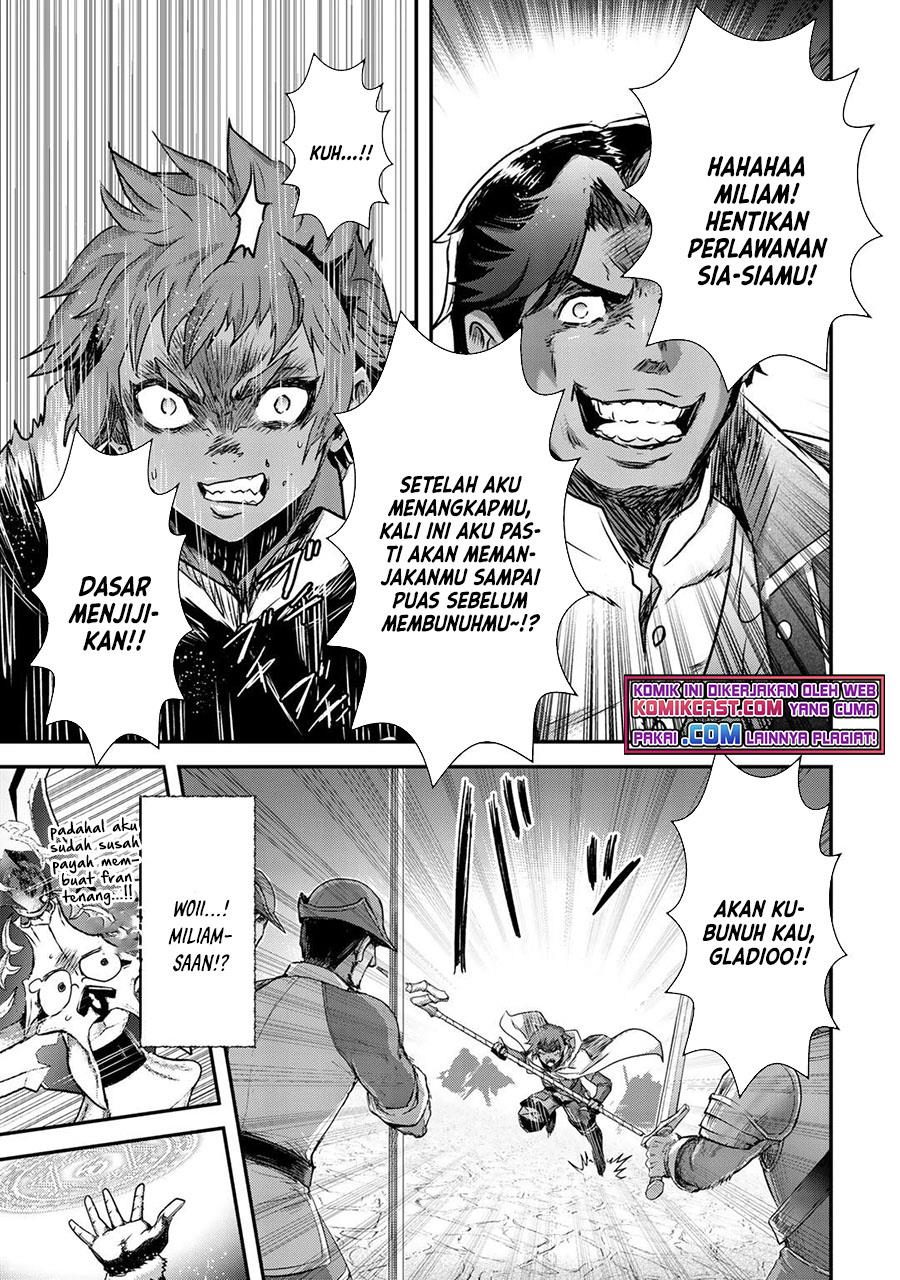 HAHAHAA
MILIAM!
HENTIKAN
PERLAWANAN
SIA-SIAMU!
KUH...!!
SETELAH AKU
MENANGKAPMU,
KALI INI AKU PAS-
TI AKAN MEMAN-
JAKANMU SAMPAI
PUAS SEBELUM
MEMBUNUHMU~!?
DASAR
MENJIJI-
KAN!!
KOMIK INI DIKERJAKAN OLEH WEB
KOMIKCAST.COM YANG CUMA
PAKAI .COM LAINNYA PLAGIAT!
AKAN KU-
BUNUH KAU,
GLADIOO!!
WOII...!
MILIAM-
SAAN!?
padahal aku
sudah susah
payah mem-
buat fran
tenang...!!